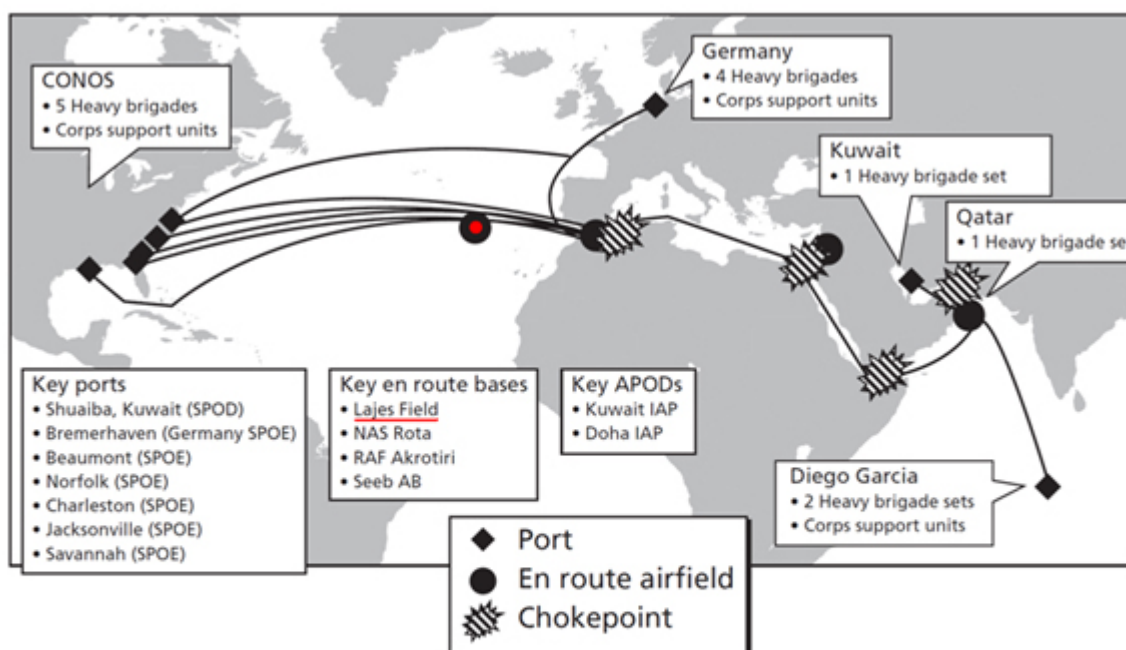 CONOS
• 5 Heavy brigades
• Corps support units
Germany
• 4 Heavy brigades
• Corps support units
Kuwait
• 1 Heavy brigade set
Qatar
• 1 Heavy brigade se
Key ports
• Shuaiba, Kuwait (SPOD)
• Bremerhaven (Germany SPOE)
• Beaumont (SPOE)
• Norfolk (SPOE)
• Charleston (SPOE)
• Jacksonville (SPOE)
• Savannah (SPOE)
Key en route bases
• Lajes Field
• NAS Rota
• RAF Akrotiri
• Seeb AB
Key APODs
• Kuwait IAP
• Doha IAP
Diego Garcia
• 2 Heavy brigade sets
• Corps support units
Port
En route airfield
Chokepoint